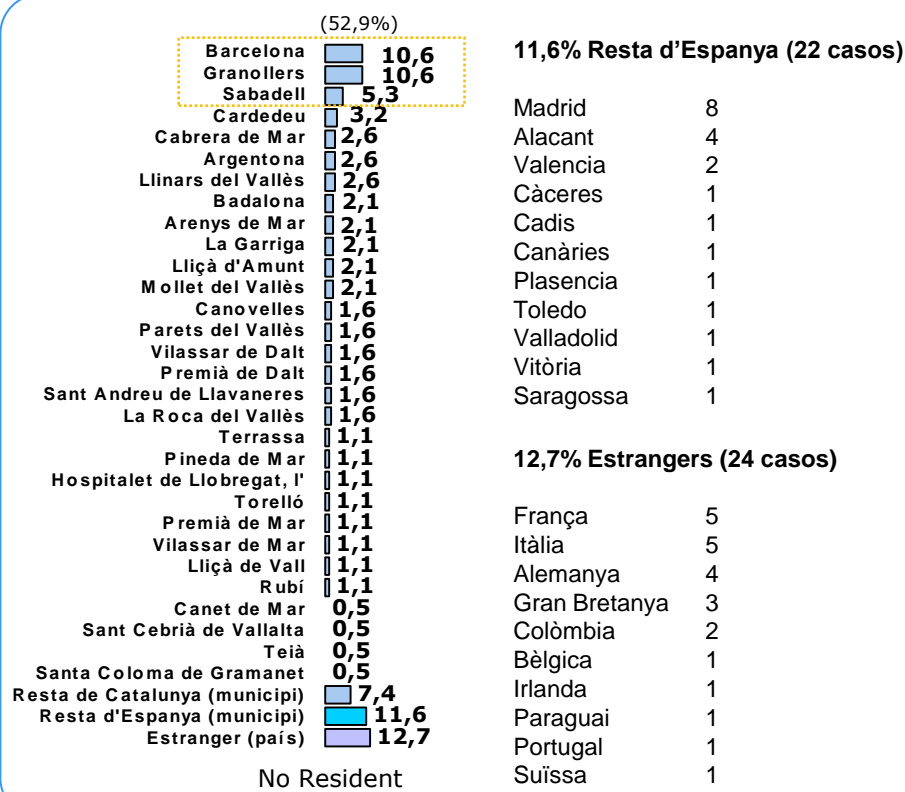 (52,9%)
Barcelona 10,6
Granollers 10,6
Sabadell 5,3
Cardedeu 3,2
Cabrera de Mar 2,6
Argentona 2,6
Llinars del Vallès 2,6
Badalona 2,1
Arenys de Mar 2,1
La Garriga 2,1
Lliçà d'Amunt 2,1
Mollet del Vallès 2,1
Canovelles 1,6
Parets del Vallès 1,6
Vilassar de Dalt 1,6
Premià de Dalt 1,6
Sant Andreu de Llavaneres 1,6
La Roca del Vallès 1,6
Terrassa 1,1
Pineda de Mar 1,1
Hospitalet de Llobregat, l' 1,1
Torelló 1,1
Premià de Mar 1,1
Vilassar de Mar 1,1
Lliçà de Vall 1,1
Rubí 1,1
Canet de Mar 0,5
Sant Cebrià de Vallalta 0,5
Teià 0,5
Santa Coloma de Gramanet 0,5
Resta de Catalunya (municipi) 7,4
Resta d'Espanya (municipi) 11,6
Estranger (país) 12,7
No Resident
11,6% Resta d’Espanya (22 casos)
Madrid 8
Alacant 4
Valencia 2
Càceres 1
Cadis 1
Canàries 1
Plasencia 1
Toledo 1
Valladolid 1
Vitòria 1
Saragossa 1
12,7% Estrangers (24 casos)
França 5
Itàlia 5
Alemanya 4
Gran Bretanya 3
Colòmbia 2
Bèlgica 1
Irlanda 1
Paraguai 1
Portugal 1
Suïssa 1